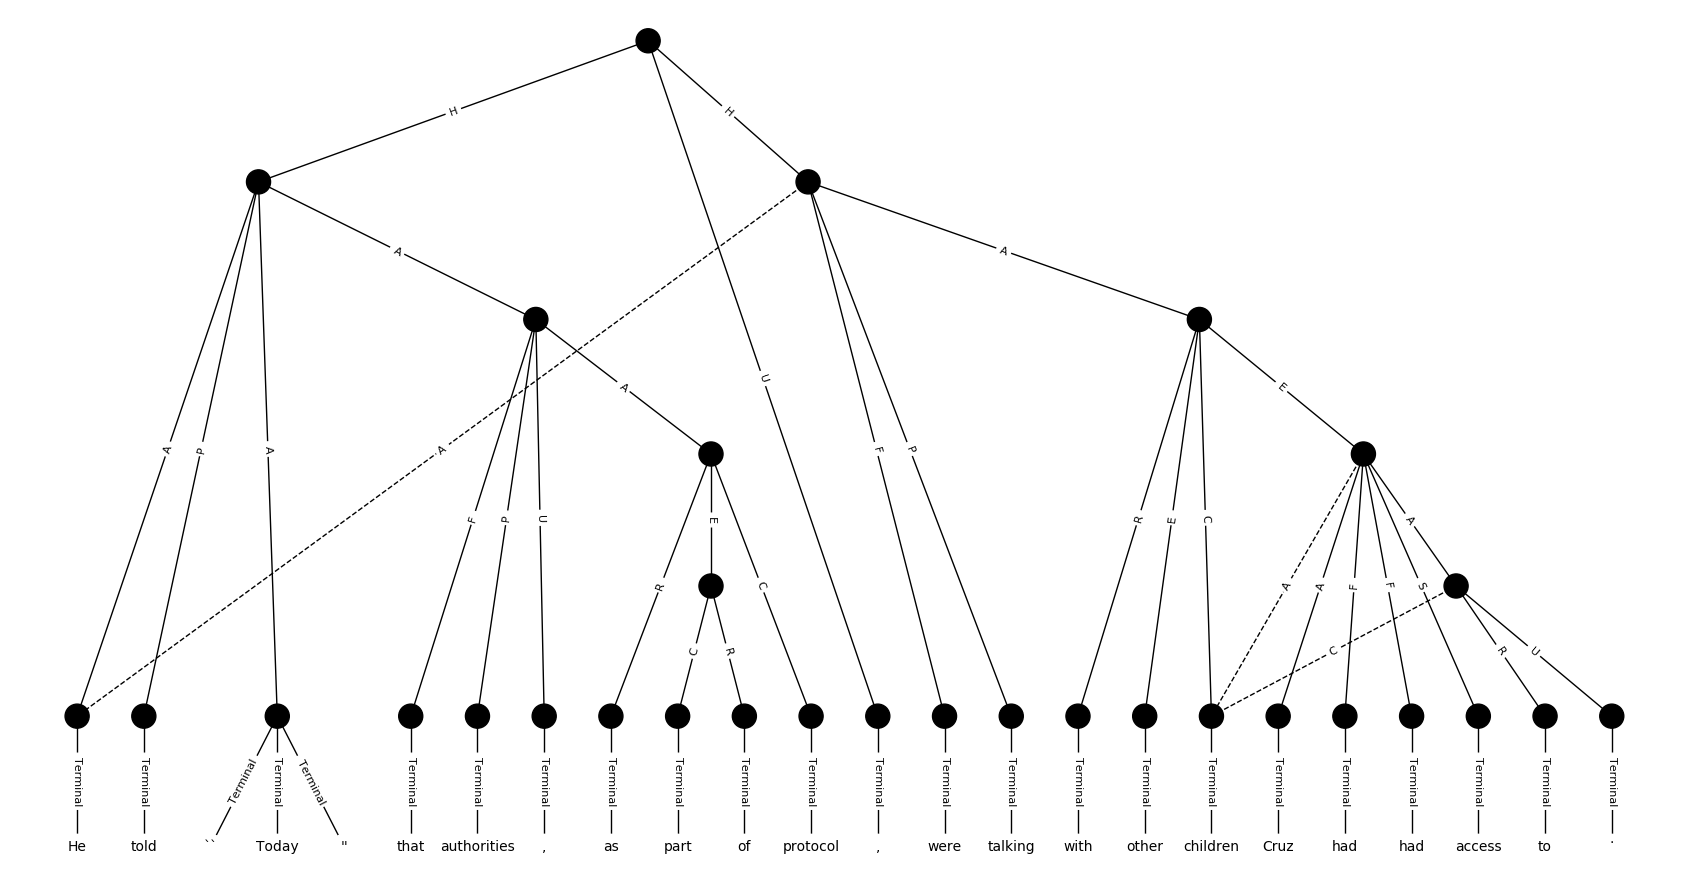 H H
A A
A P A A U F P E
F P U R E C A
R E C A A F F S
C R C R U
Terminal Terminal Terminal Terminal Terminal Terminal Terminal Terminal Terminal Terminal Terminal Terminal Terminal Terminal Terminal Terminal Terminal Terminal Terminal Terminal Terminal Terminal Terminal Terminal
He told `` Today " that authorities , as part of protocol , were talking with other children Cruz had had access to .